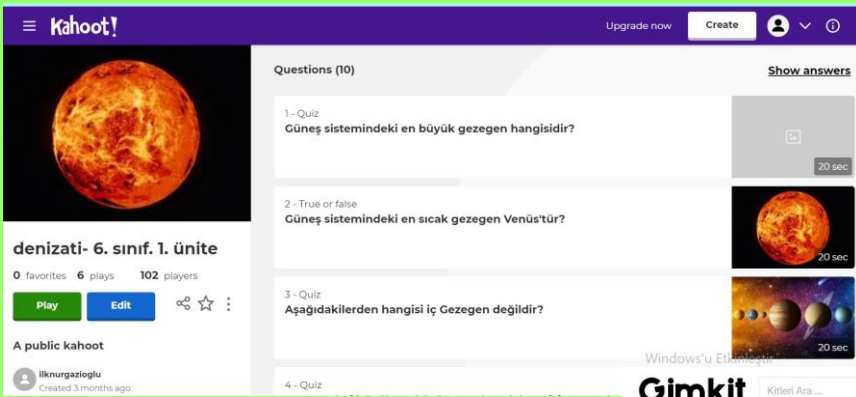 Kahoot!
Upgrade now
Create
Questions (10)
Show answers
1 - Quiz
Güneş sistemindeki en büyük gezegen hangisidir?
20 sec
2 - True or false
Güneş sistemindeki en sıcak gezegen Venüs'tür?
20 sec
denizati- 6. sınıf. 1. ünite
0 favorites 6 plays 102 players
Play
Edit
3 - Quiz
Aşağıdakilerden hangisi iç Gezegen değildir?
20 sec
A public kahoot
ilknurgazioglu
Created 3 months ago
Windows'u Etkinleştir
4 - Quiz
Gimkit
Kitleri Ara ...